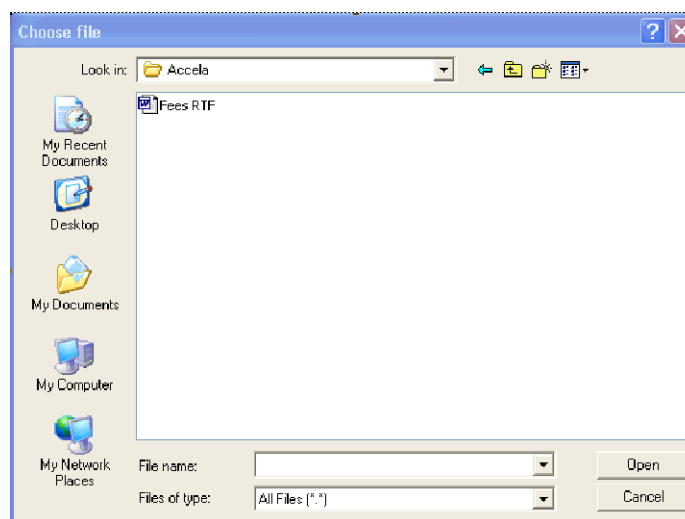 Choose file
Look in:
Accela
Fees RTF
My Recent
Documents
Desktop
My Documents
My Computer
My Network
Places
File name:
Open
Files of type:
All Files (*.*)
Cancel